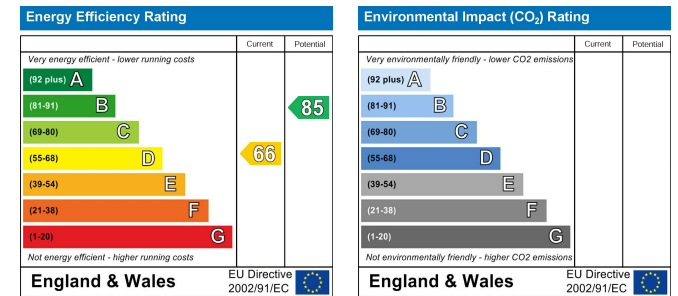 Energy Efficiency Rating
Current Potential
Very energy efficient - lower running costs
(92 plus) A
(81-91) B
(69-80) C
(55-68) D
(39-54) E
(21-38) F
(1-20) G
66
85
Not energy efficient - higher running costs
England & Wales
EU Directive
2002/91/EC
Environmental Impact (CO2) Rating
Current Potential
Very environmentally friendly - lower CO2 emissions
(92 plus) A
(81-91) B
(69-80) C
(55-68) D
(39-54) E
(21-38) F
(1-20) G
Not environmentally friendly - higher CO2 emissions
England & Wales
EU Directive
2002/91/EC